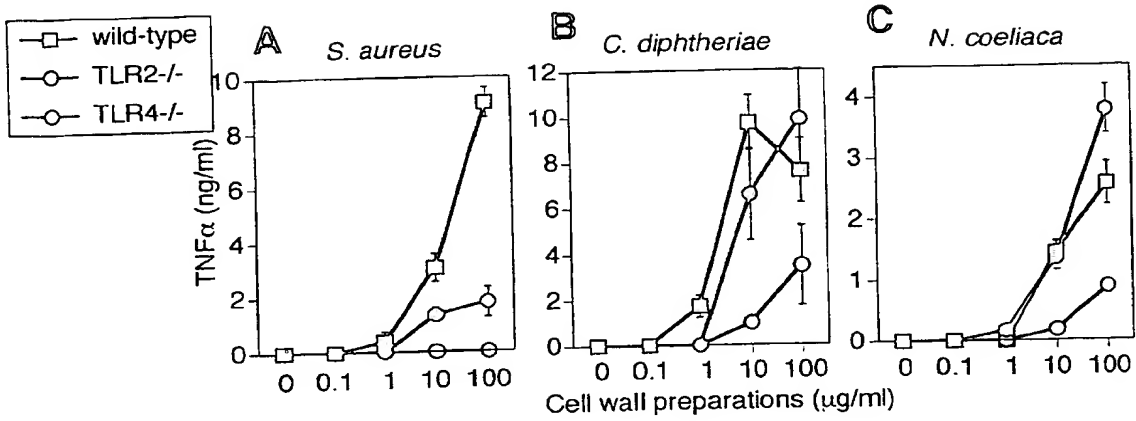 wild-type
TLR2-/-
TLR4-/-
A
S. aureus
B
C. diphtheriae
C
N. coeliaca
TNFα (ng/ml)
10
8
6
4
2
0
0 0.1 1 10 100
12
10
8
6
4
2
0
0 0.1 1 10 100
4
3
2
1
0
0 0.1 1 10 100
Cell wall preparations (μg/ml)